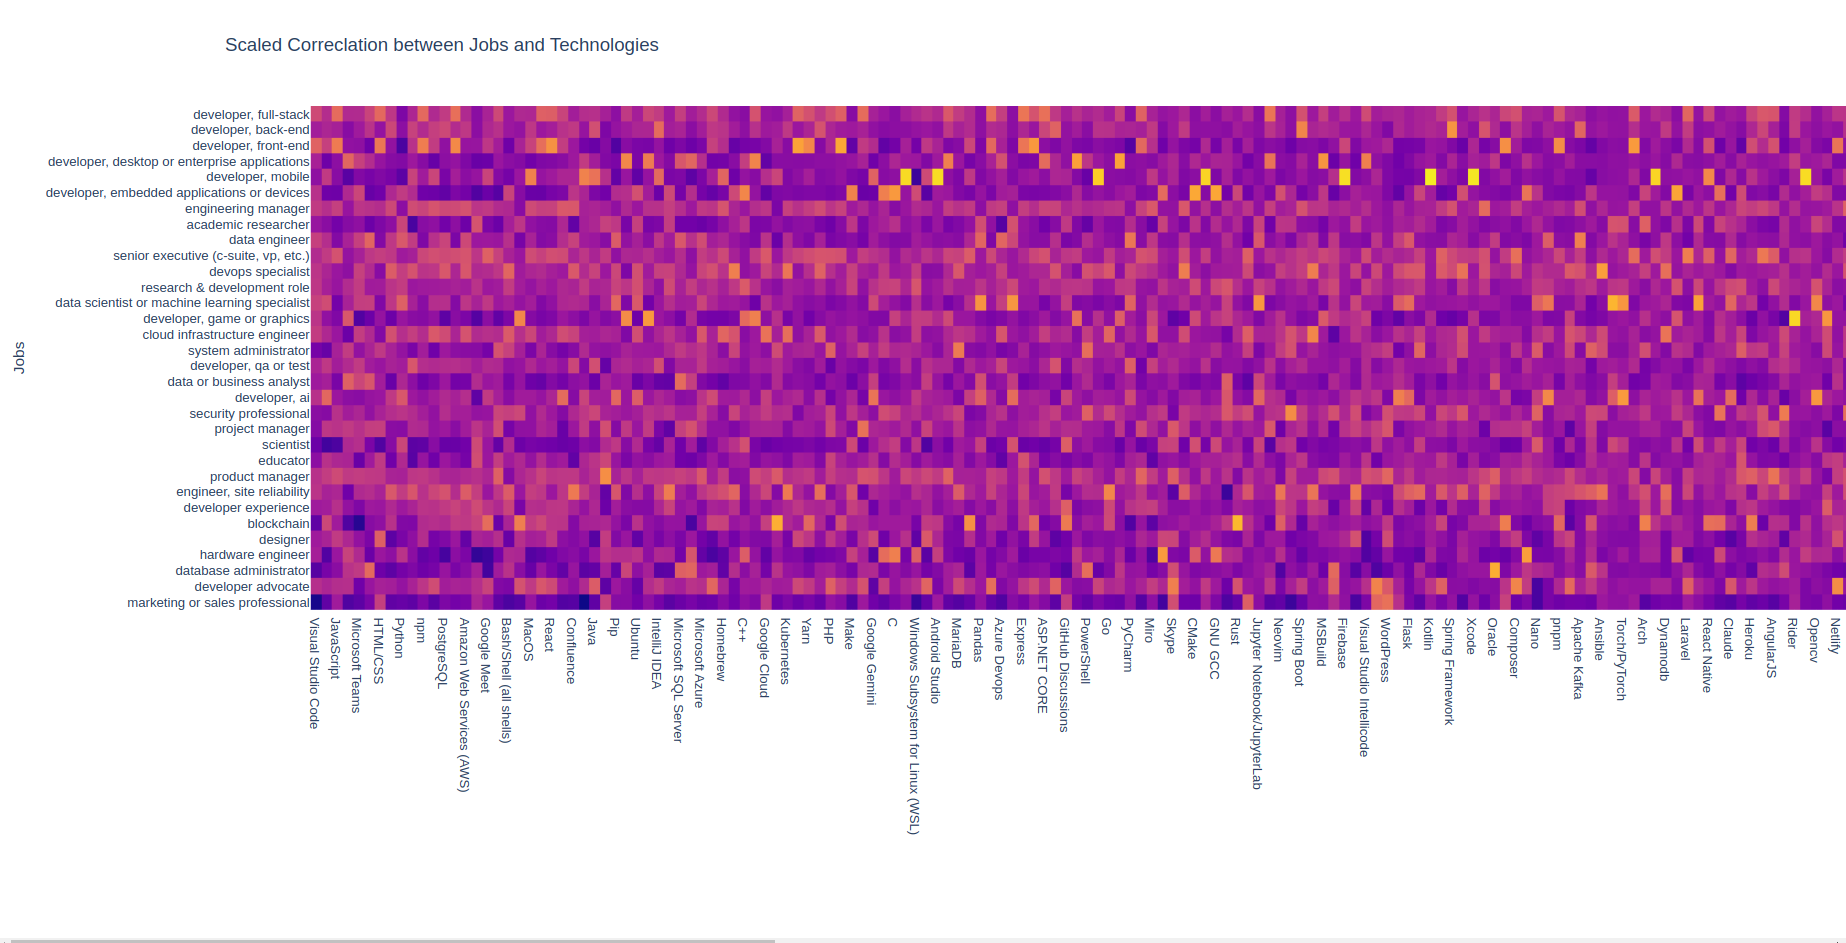 Scaled Correclation between Jobs and Technologies
developer, full-stack
developer, back-end
developer, front-end
developer, desktop or enterprise applications
developer, mobile
developer, embedded applications or devices
engineering manager
academic researcher
data engineer
senior executive (c-suite, vp, etc.)
devops specialist
research & development role
data scientist or machine learning specialist
developer, game or graphics
cloud infrastructure engineer
system administrator
developer, qa or test
data or business analyst
developer, ai
security professional
project manager
scientist
educator
product manager
engineer, site reliability
developer experience
blockchain
designer
hardware engineer
database administrator
developer advocate
marketing or sales professional
Jobs
Visual Studio Code
JavaScript
Microsoft Teams
HTML/CSS
Python
npm
PostgreSQL
Amazon Web Services (AWS)
Google Meet
Bash/Shell (all shells)
MacOS
React
Confluence
Java
Pip
Ubuntu
IntelliJ IDEA
Microsoft SQL Server
Microsoft Azure
Homebrew
C++
Google Cloud
Kubernetes
Yarn
PHP
Make
Google Gemini
C
Windows Subsystem for Linux (WSL)
Android Studio
MariaDB
Pandas
Azure Devops
Express
ASP.NET CORE
GitHub Discussions
PowerShell
Go
PyCharm
Miro
Skype
CMake
GNU GCC
Rust
Jupyter Notebook/JupyterLab
Neovim
Spring Boot
MSBuild
Firebase
Visual Studio Intellicode
WordPress
Flask
Kotlin
Spring Framework
Xcode
Oracle
Composer
Nano
pnpm
Apache Kafka
Ansible
Torch/PyTorch
Arch
Dynamodb
Laravel
React Native
Claude
Heroku
AngularJS
Rider
Opencv
Netlify